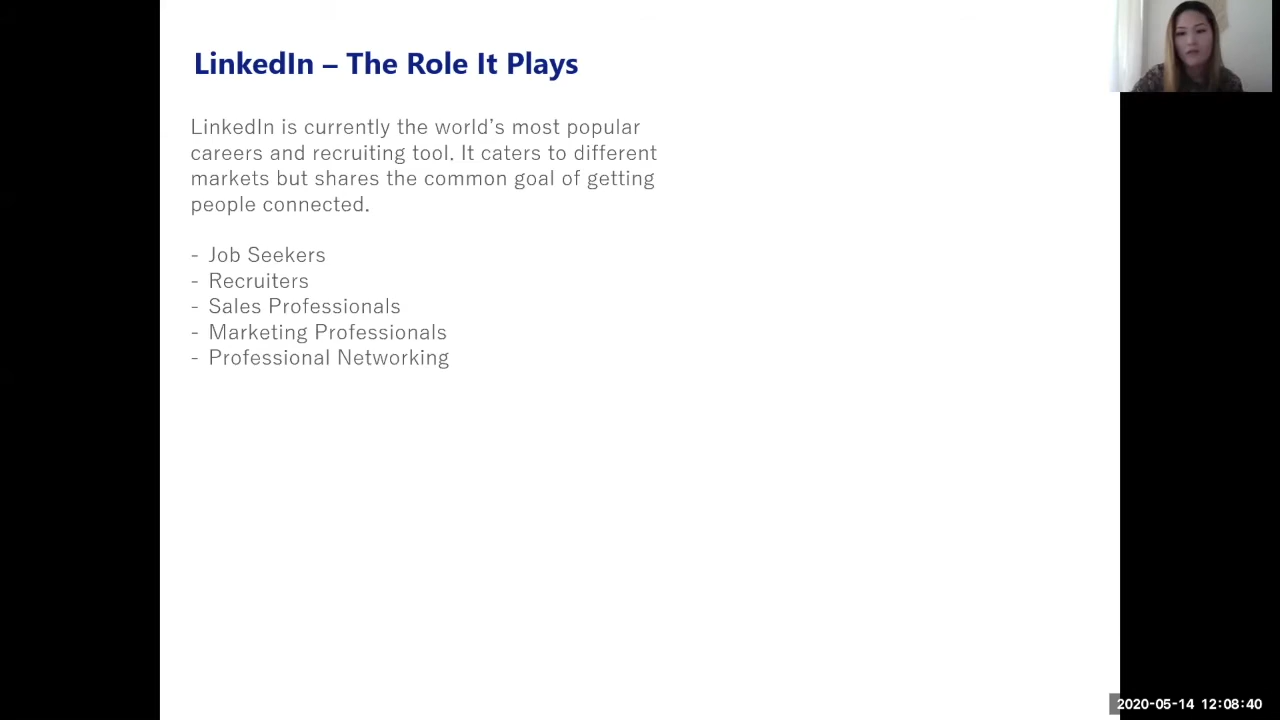 LinkedIn – The Role It Plays
LinkedIn is currently the world’s most popular
careers and recruiting tool. It caters to different
markets but shares the common goal of getting
people connected.
- Job Seekers
- Recruiters
- Sales Professionals
- Marketing Professionals
- Professional Networking
2020-05-14 12:08:40